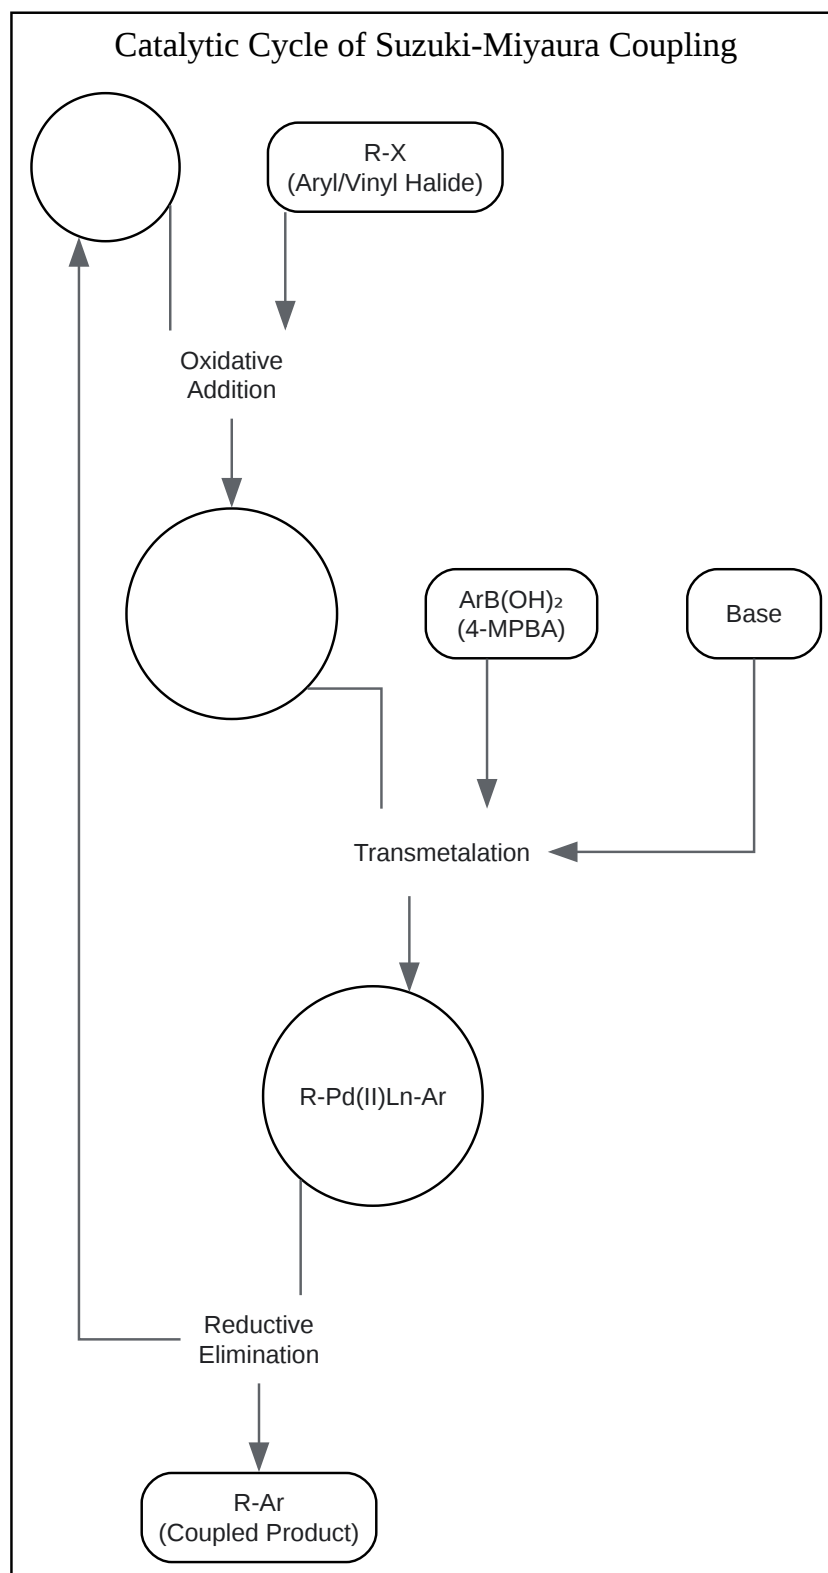 Catalytic Cycle of Suzuki-Miyaura Coupling
R-X
(Aryl/Vinyl Halide)
Oxidative
Addition
ArB(OH)₂
(4-MPBA)
Base
Transmetalation
R-Pd(II)Ln-Ar
Reductive
Elimination
R-Ar
(Coupled Product)